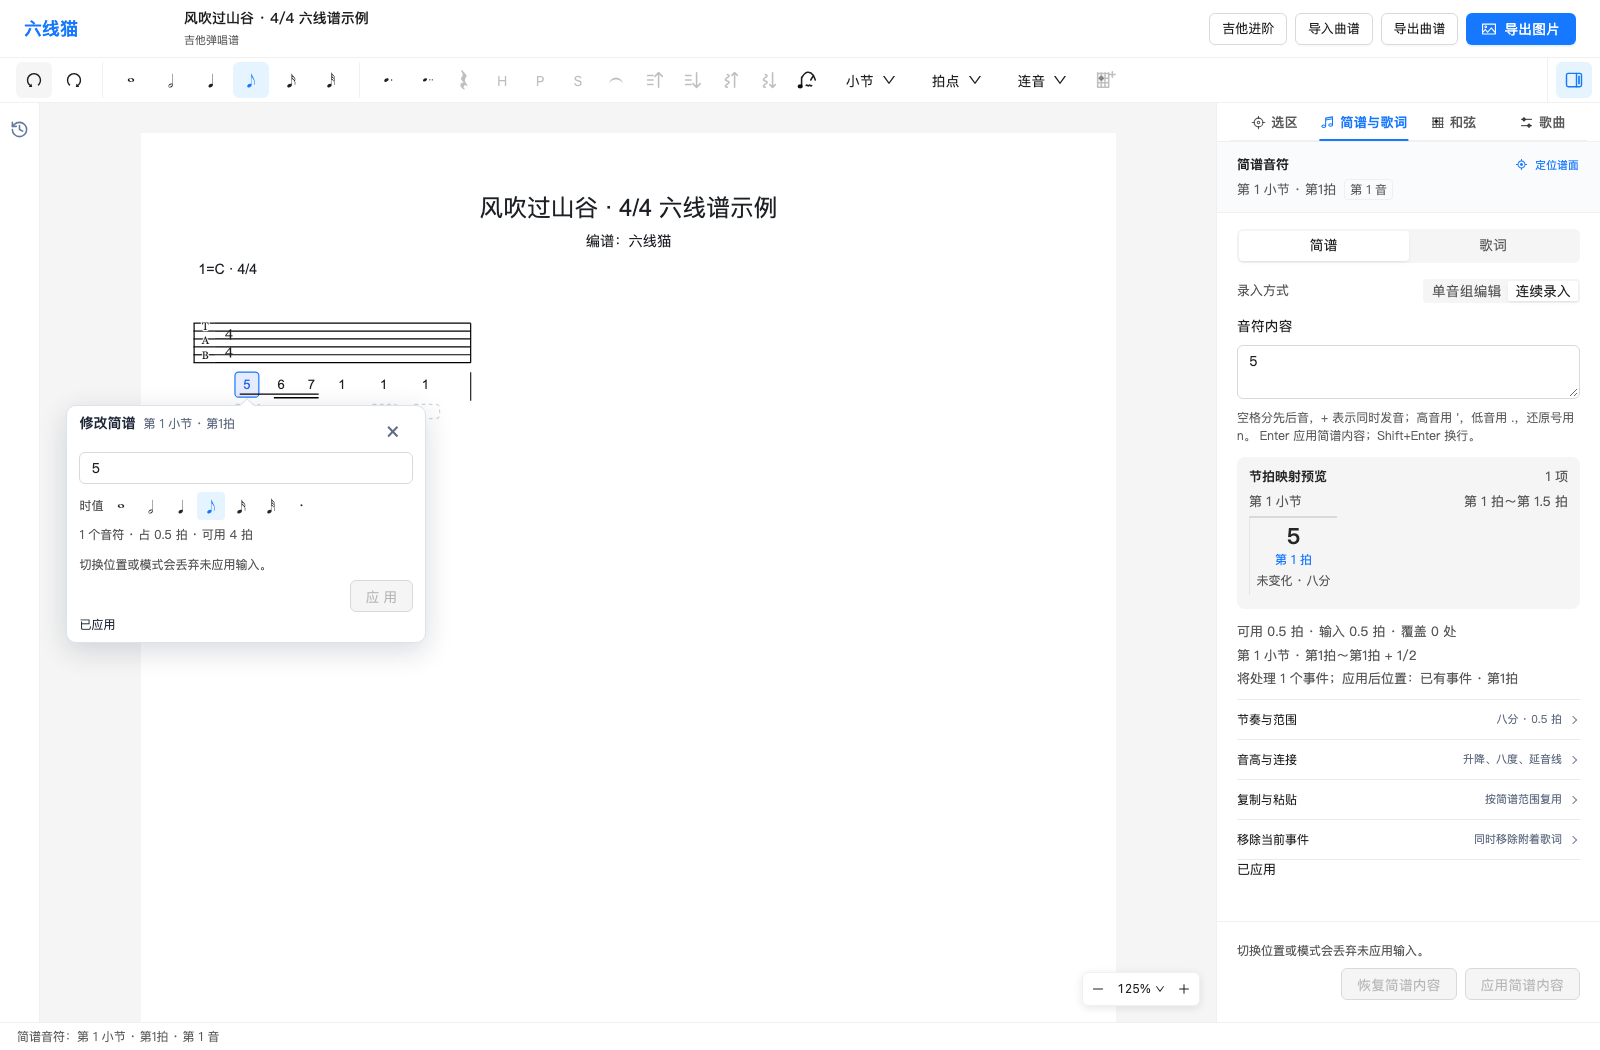 六线猫
风吹过山谷 · 4/4 六线谱示例
吉他弹唱谱
吉他进阶
导入曲谱
导出曲谱
导出图片
H
P
S
小节
拍点
连音
选区
简谱与歌词
和弦
歌曲
简谱音符
定位谱面
第 1 小节 · 第1拍
第 1 音
简谱
歌词
录入方式
单音组编辑
连续录入
音符内容
5
空格分先后音，+ 表示同时发音；高音用 '，低音用 .，还原号用
n。 Enter 应用简谱内容；Shift+Enter 换行。
节拍映射预览
1 项
第 1 小节
第 1 拍～第 1.5 拍
5
第 1 拍
未变化 · 八分
可用 0.5 拍 · 输入 0.5 拍 · 覆盖 0 处
第 1 小节 · 第1拍～第1拍 + 1/2
将处理 1 个事件；应用后位置：已有事件 · 第1拍
节奏与范围
八分 · 0.5 拍
音高与连接
升降、八度、延音线
复制与粘贴
按简谱范围复用
移除当前事件
同时移除附着歌词
已应用
切换位置或模式会丢弃未应用输入。
恢复简谱内容
应用简谱内容
风吹过山谷 · 4/4 六线谱示例
编谱：六线猫
1=C · 4/4
T
A
B
4
4
5 6 7 1 1 1
修改简谱 第 1 小节 · 第1拍
5
时值
1 个音符 · 占 0.5 拍 · 可用 4 拍
切换位置或模式会丢弃未应用输入。
应 用
已应用
125%
简谱音符：第 1 小节 · 第1拍 · 第 1 音